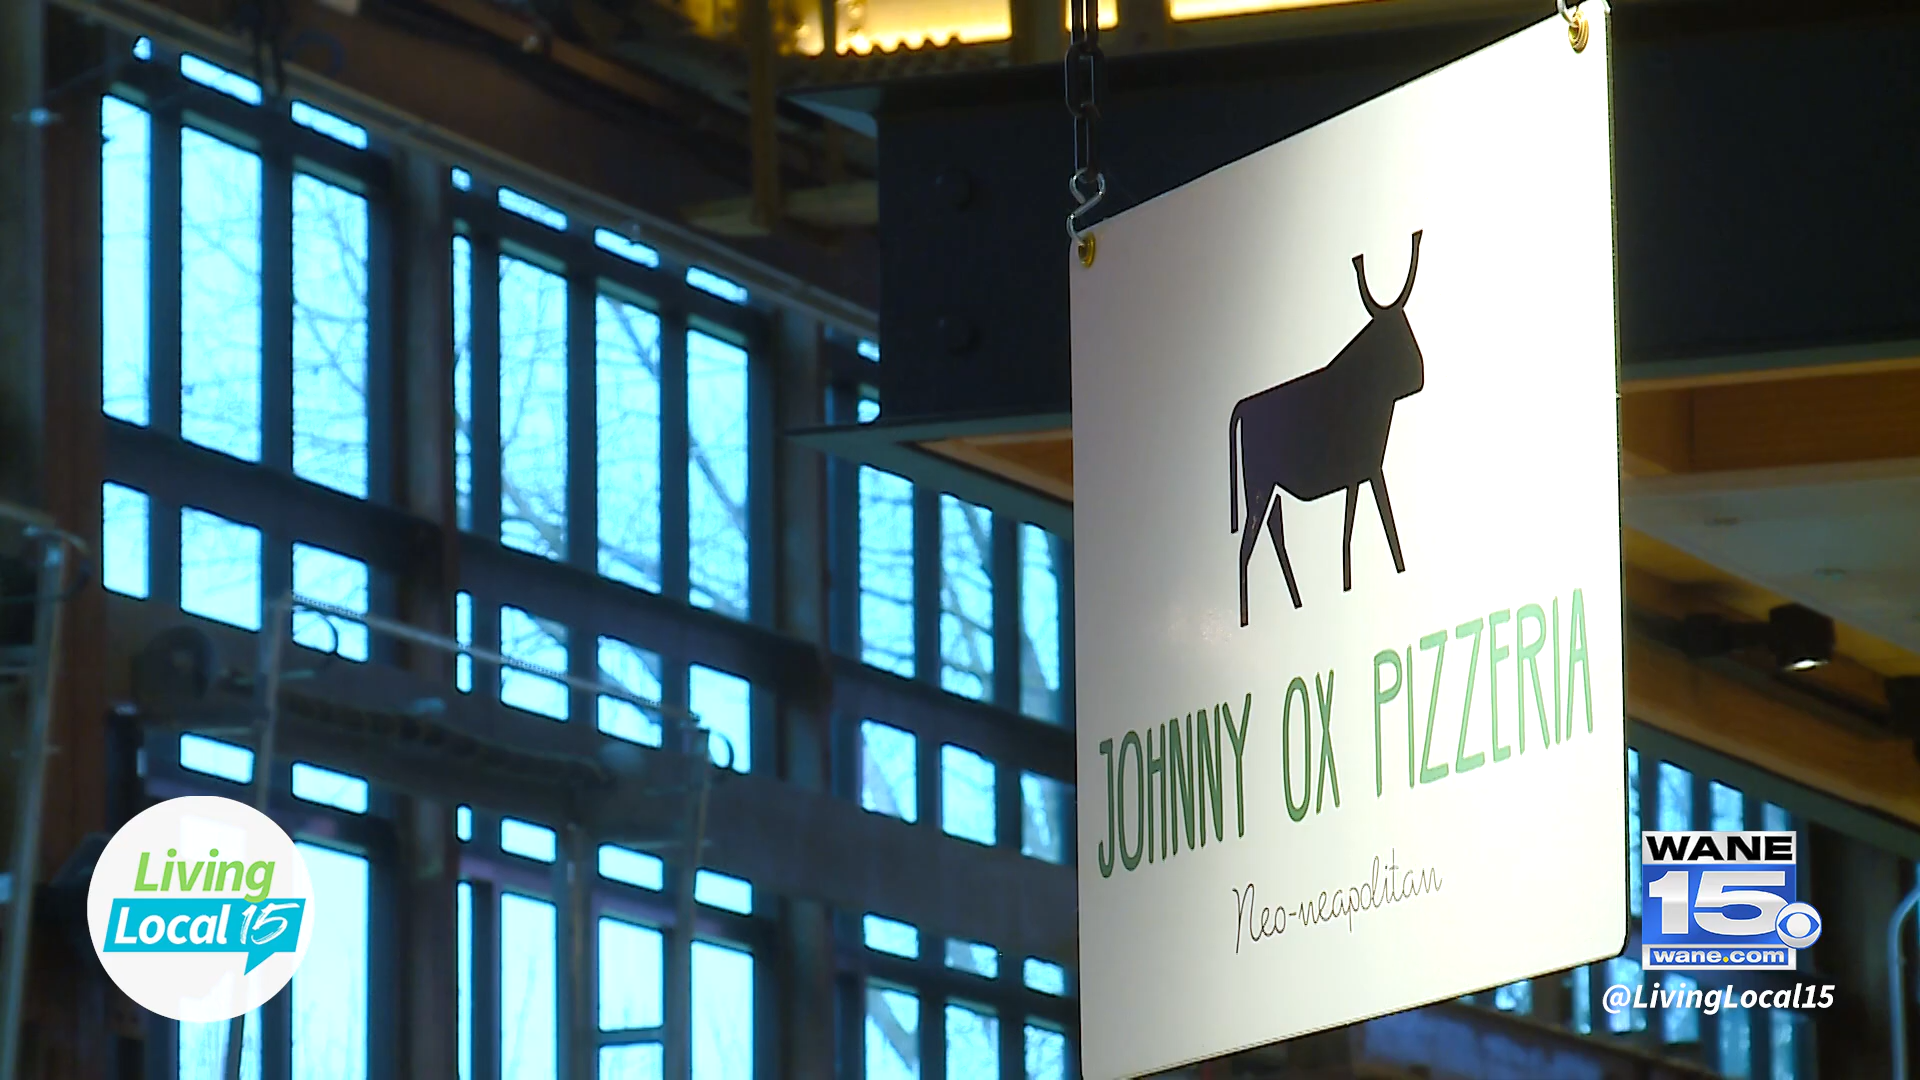 JOHNNY OX PIZZERIA
Neo-neapolitan
Living
Local 15
WANE
15
wane.com
@LivingLocal15